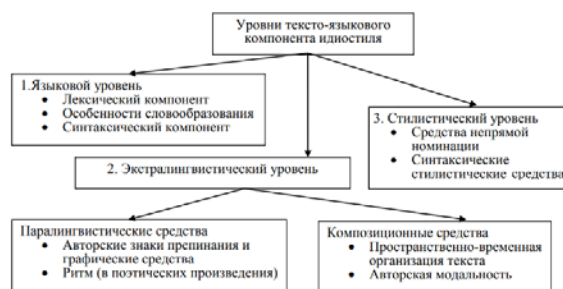 Уровни тексто-языкового
компонента идиостиля
1.Языковой уровень
• Лексический компонент
• Особенности словообразования
• Синтаксический компонент
3. Стилистический уровень
• Средства непрямой
номинации
• Синтаксические
стилистические средства
2. Экстралингвистический уровень
Паралингвистические средства
• Авторские знаки препинания и
графические средства
• Ритм (в поэтических произведения)
Композиционные средства
• Пространственно-временная
организация текста
• Авторская модальность